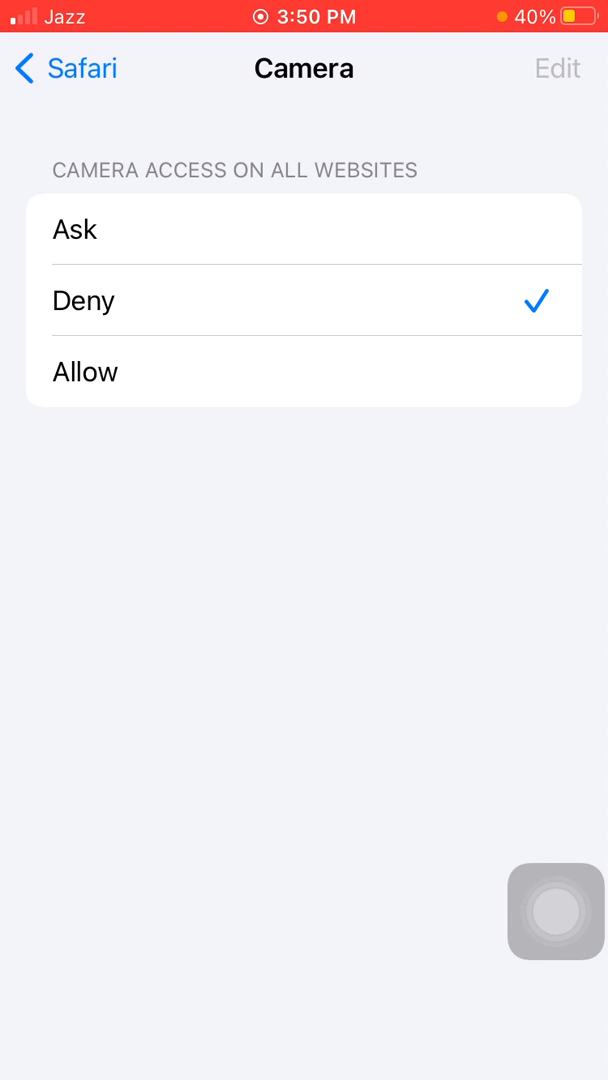 Jazz 3:50 PM 40%
Safari Camera Edit
CAMERA ACCESS ON ALL WEBSITES
Ask
Deny
Allow